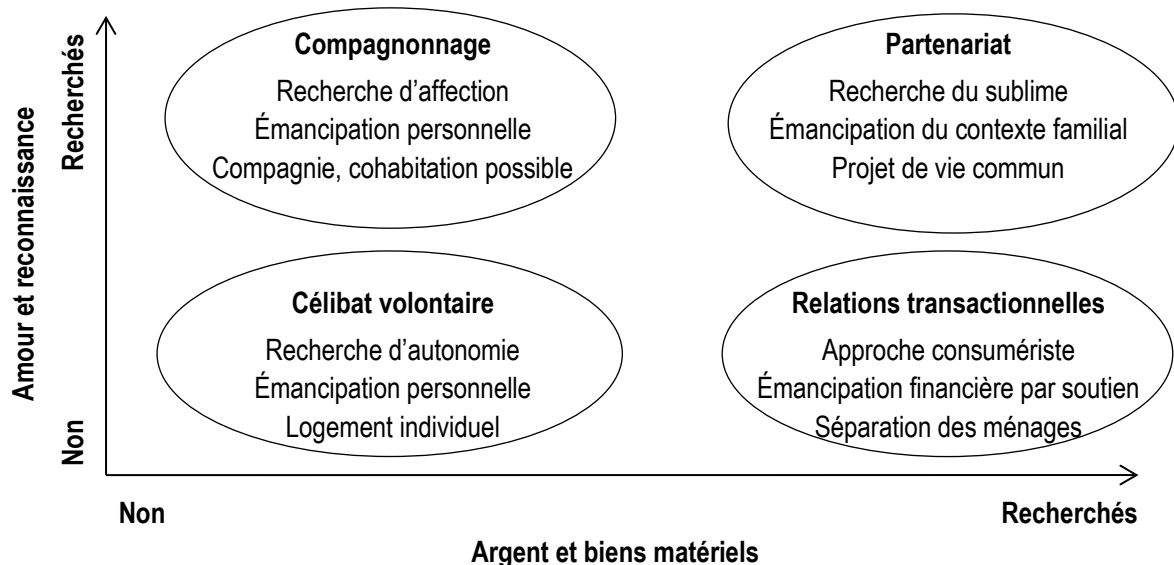 Amour et reconnaissance
Recherchés
Non
Compagnonnage
Recherche d’affection
Émancipation personnelle
Compagnie, cohabitation possible
Partenariat
Recherche du sublime
Émancipation du contexte familial
Projet de vie commun
Célibat volontaire
Recherche d’autonomie
Émancipation personnelle
Logement individuel
Relations transactionnelles
Approche consumériste
Émancipation financière par soutien
Séparation des ménages
Non
Recherchés
Argent et biens matériels